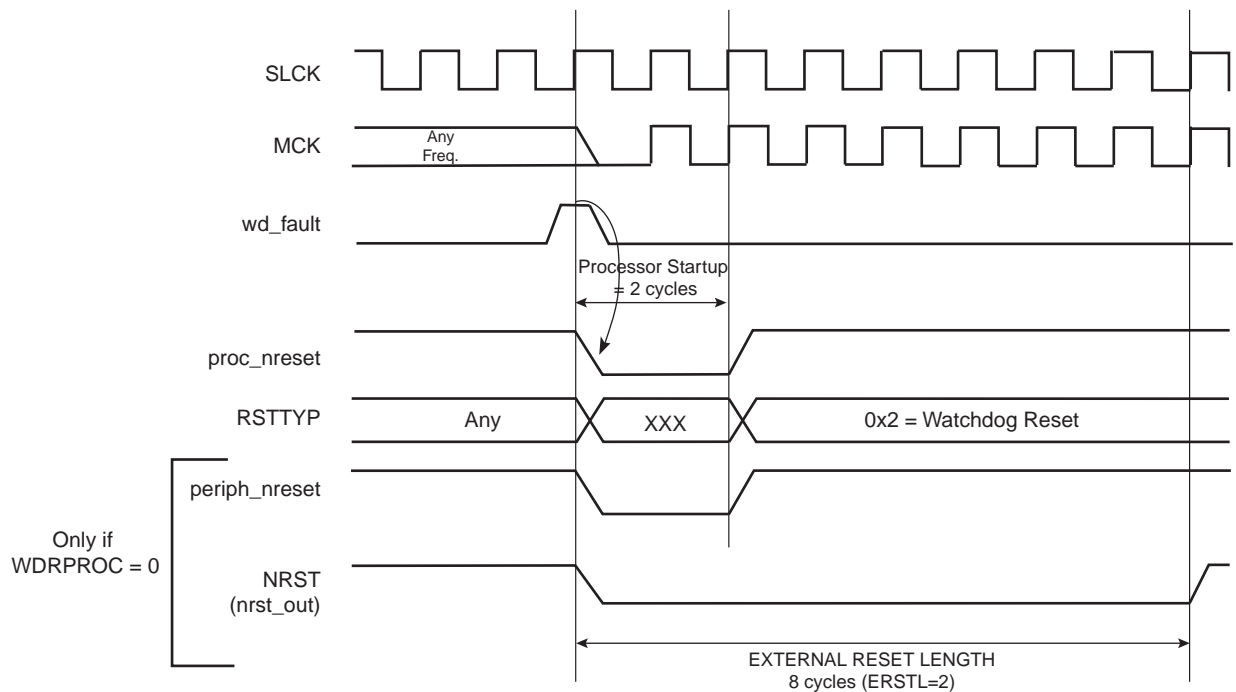 SLCK
MCK
Any
Freq.
wd_fault
Processor Startup
= 2 cycles
proc_nreset
RSTTYP
Any
XXX
0x2 = Watchdog Reset
periph_nreset
Only if
WDRPROC = 0
NRST
(nrst_out)
EXTERNAL RESET LENGTH
8 cycles (ERSTL=2)